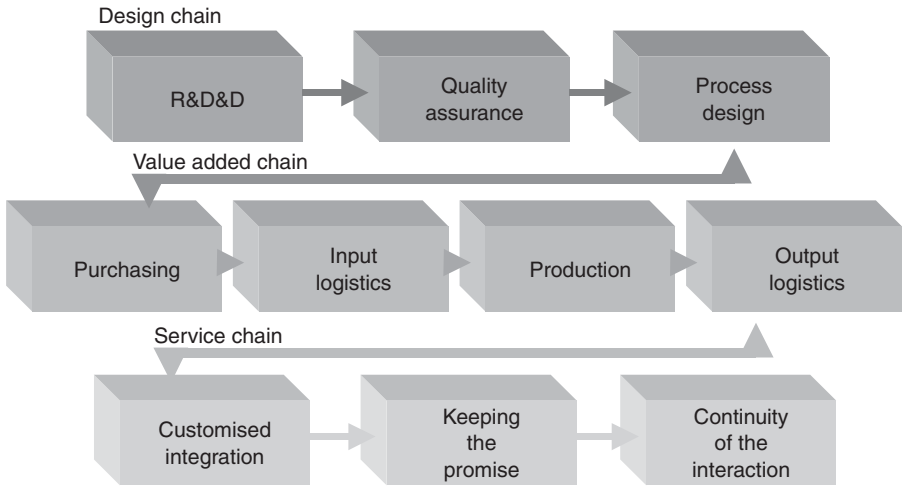 Design chain
R&D&D
Quality
assurance
Process
design
Value added chain
Purchasing
Input
logistics
Production
Output
logistics
Service chain
Customised
integration
Keeping
the
promise
Continuity
of the
interaction